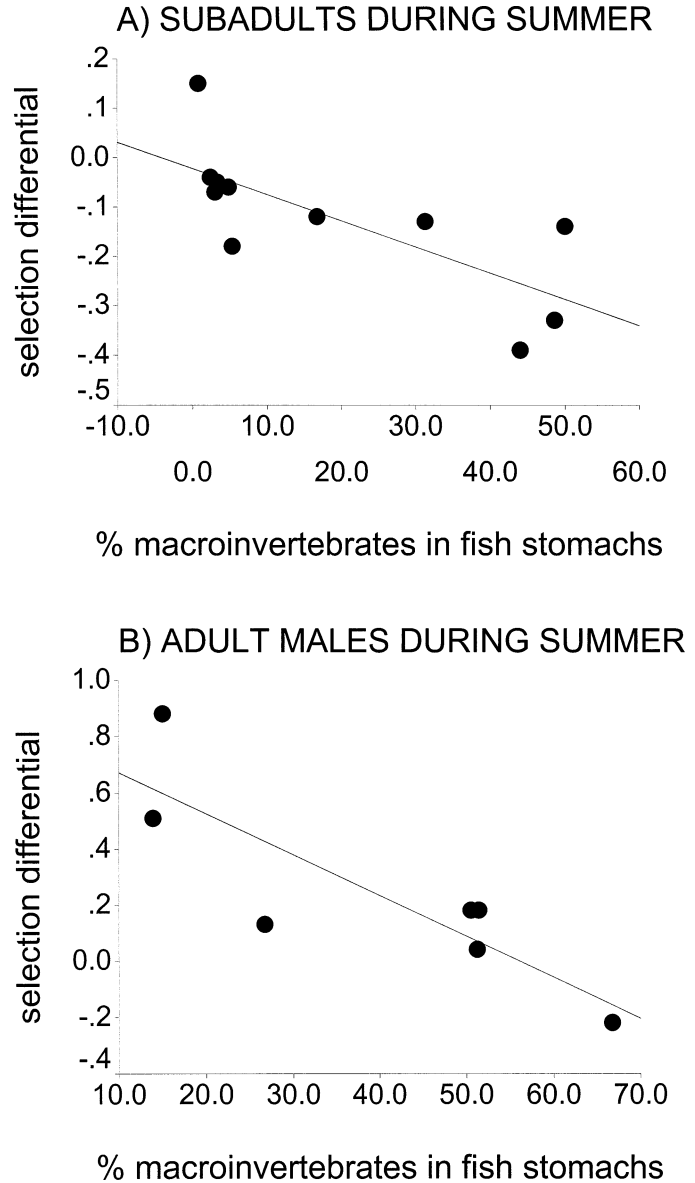 A) SUBADULTS DURING SUMMER
selection differential
.2
.1
0.0
-.1
-.2
-.3
-.4
-.5
-10.0 10.0 30.0 50.0
0.0 20.0 40.0 60.0
% macroinvertebrates in fish stomachs
B) ADULT MALES DURING SUMMER
selection differential
1.0
.8
.6
.4
.2
0.0
-.2
-.4
10.0 20.0 30.0 40.0 50.0 60.0 70.0
% macroinvertebrates in fish stomachs